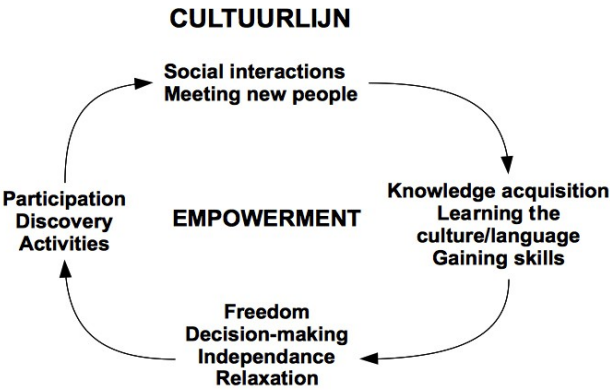 CULTUURLIJN
Social interactions
Meeting new people
Knowledge acquisition
Learning the
culture/language
Gaining skills
Freedom
Decision-making
Independance
Relaxation
Participation
Discovery
Activities
EMPOWERMENT